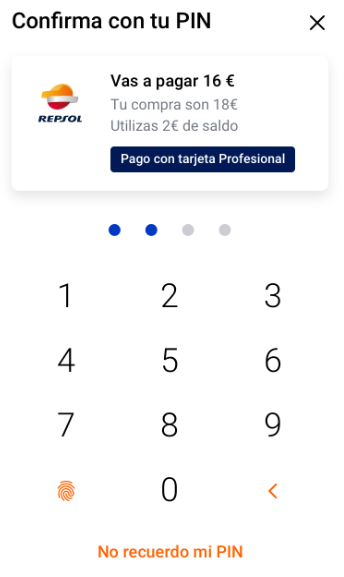 Confirma con tu PIN
Vas a pagar 16 €
Tu compra son 18€
Utilizas 2€ de saldo
REPSOL
Pago con tarjeta Profesional
1 2 3
4 5 6
7 8 9
0
No recuerdo mi PIN